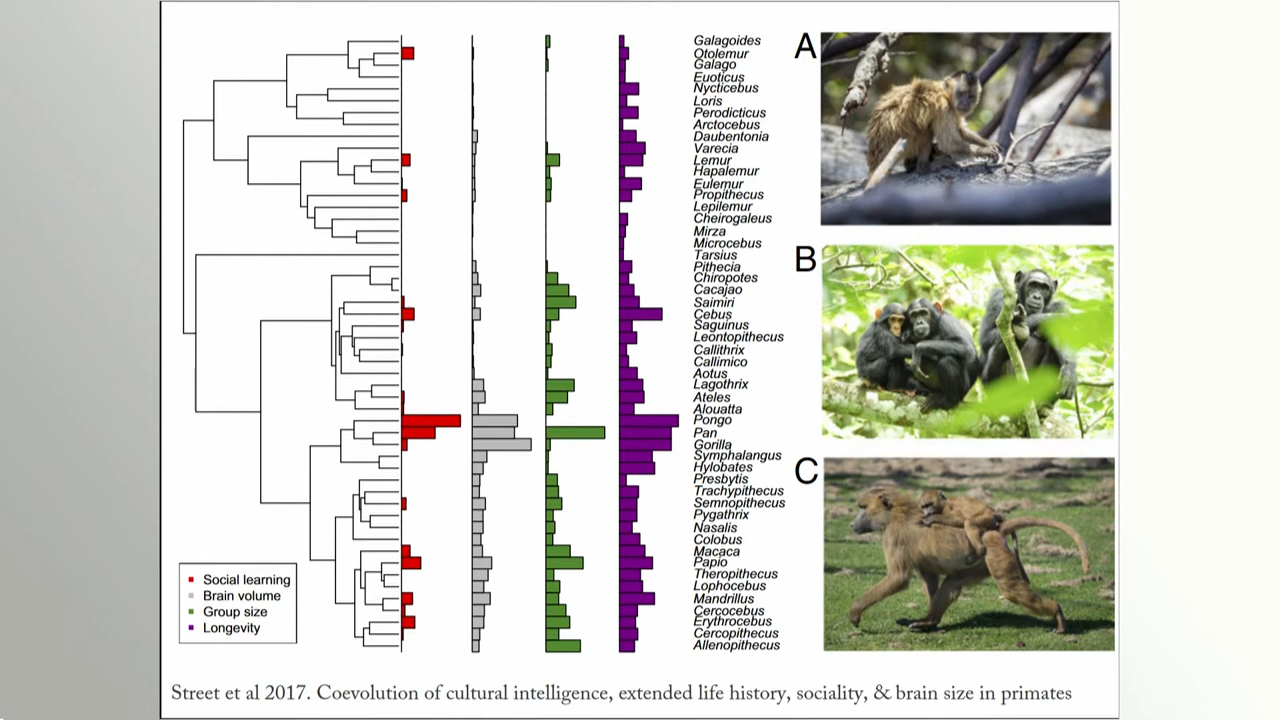 Galagoides
Otolemur
Galago
Euoticus
Nycticebus
Loris
Perodicticus
Arctocebus
Daubentonia
Varecia
Lemur
Hapalemur
Eulemur
Propithecus
Lepilemur
Cheirogaleus
Mirza
Microcebus
Tarsius
Pithecia
Chiropotes
Cacajao
Saimiri
Cebus
Saguinus
Leontopithecus
Callithrix
Callimico
Aotus
Lagothrix
Ateles
Alouatta
Pongo
Pan
Gorilla
Symphalangus
Hylobates
Presbytis
Trachypithecus
Semnopithecus
Pygathrix
Nasalis
Colobus
Macaca
Papio
Theropithecus
Lophocebus
Mandrillus
Cercocebus
Erythrocebus
Cercopithecus
Allenopithecus
A
B
C
Social learning
Brain volume
Group size
Longevity
Street et al 2017. Coevolution of cultural intelligence, extended life history, sociality, & brain size in primates